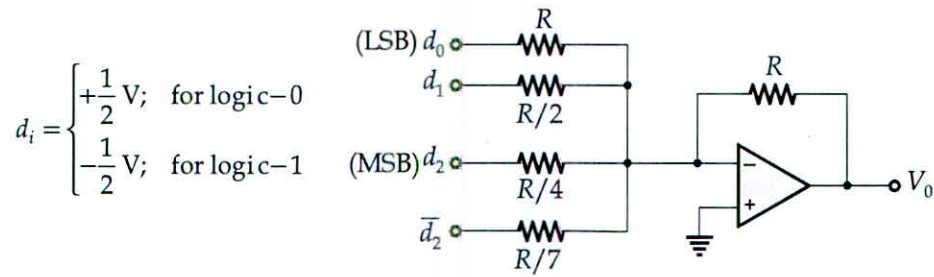 d_i = { +1/2 V; for logic–0
−1/2 V; for logic–1
(LSB) d_0
R
d_1
R/2
(MSB) d_2
R/4
d̅_2
R/7
R
−
+
V_0